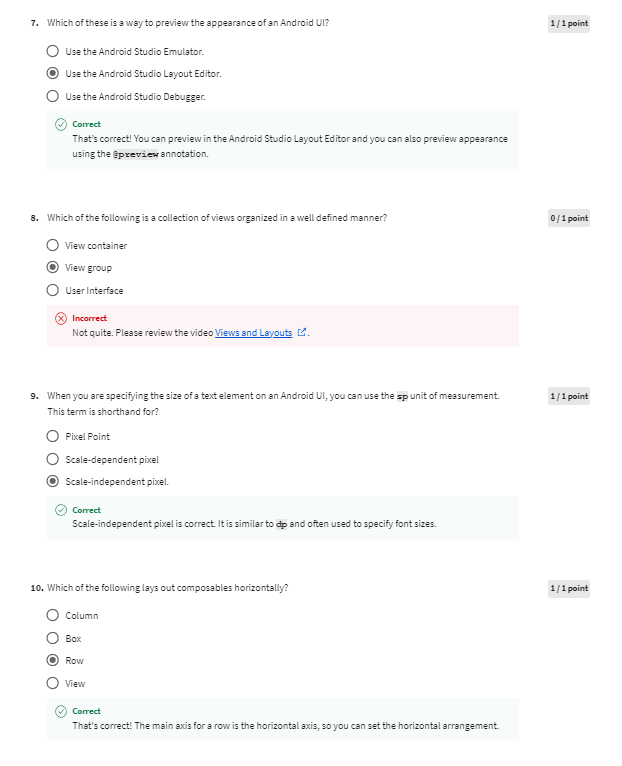 7. Which of these is a way to preview the appearance of an Android UI? 1 / 1 point
Use the Android Studio Emulator.
Use the Android Studio Layout Editor.
Use the Android Studio Debugger.
Correct
That's correct! You can preview in the Android Studio Layout Editor and you can also preview appearance
using the @preview annotation.
8. Which of the following is a collection of views organized in a well defined manner? 0 / 1 point
View container
View group
User Interface
Incorrect
Not quite. Please review the video Views and Layouts.
9. When you are specifying the size of a text element on an Android UI, you can use the sp unit of measurement. 1 / 1 point
This term is shorthand for?
Pixel Point
Scale-dependent pixel
Scale-independent pixel.
Correct
Scale-independent pixel is correct. It is similar to dp and often used to specify font sizes.
10. Which of the following lays out composables horizontally? 1 / 1 point
Column
Box
Row
View
Correct
That's correct! The main axis for a row is the horizontal axis, so you can set the horizontal arrangement.